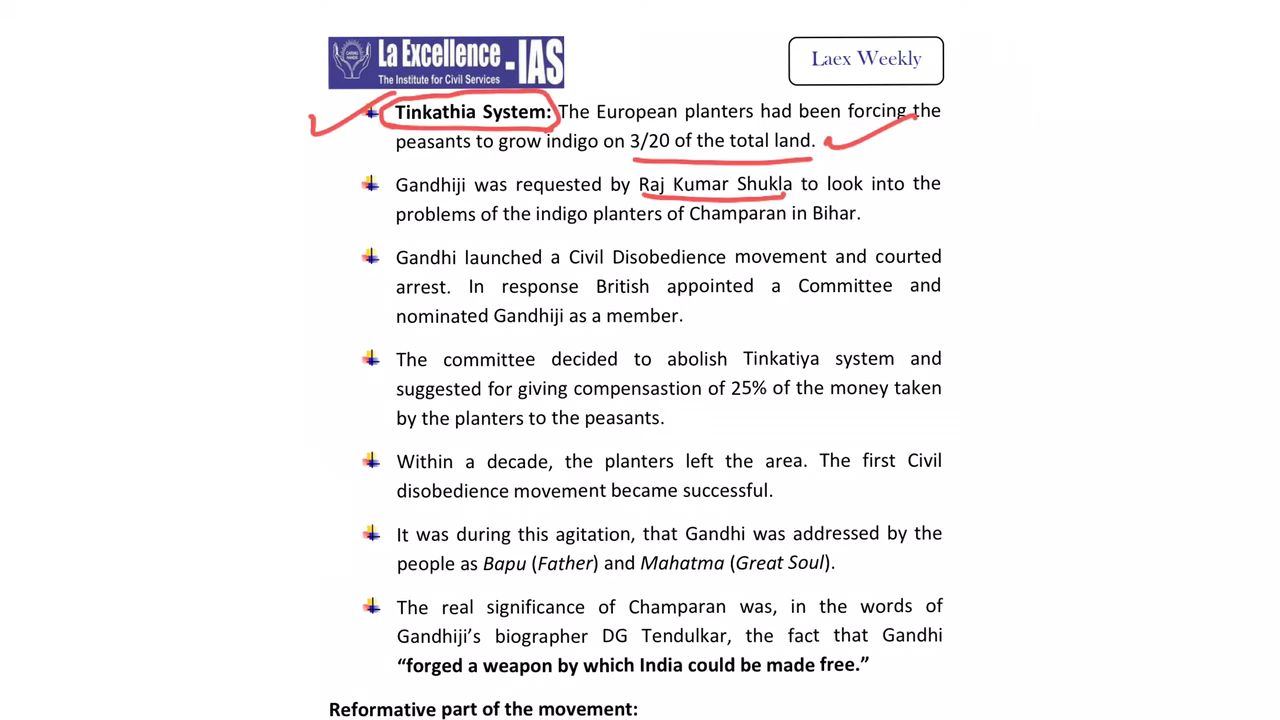 La Excellence -IAS
CARING HANDS
The Institute for Civil Services
Laex Weekly
Tinkathia System: The European planters had been forcing the
peasants to grow indigo on 3/20 of the total land.
Gandhiji was requested by Raj Kumar Shukla to look into the
problems of the indigo planters of Champaran in Bihar.
Gandhi launched a Civil Disobedience movement and courted
arrest. In response British appointed a Committee and
nominated Gandhiji as a member.
The committee decided to abolish Tinkatiya system and
suggested for giving compensastion of 25% of the money taken
by the planters to the peasants.
Within a decade, the planters left the area. The first Civil
disobedience movement became successful.
It was during this agitation, that Gandhi was addressed by the
people as Bapu (Father) and Mahatma (Great Soul).
The real significance of Champaran was, in the words of
Gandhiji’s biographer DG Tendulkar, the fact that Gandhi
“forged a weapon by which India could be made free.”
Reformative part of the movement: